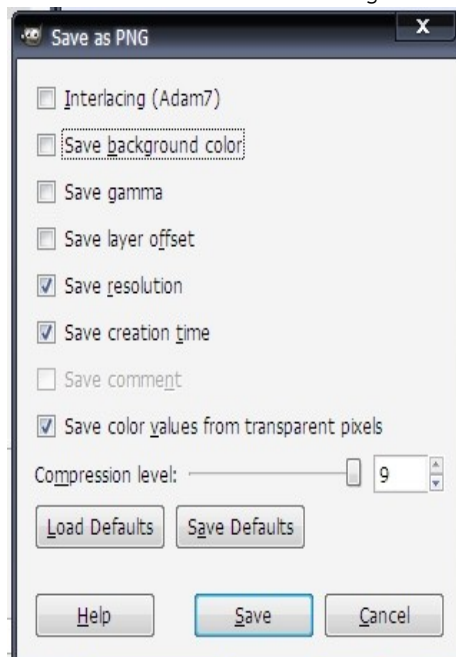 Save as PNG
X
Interlacing (Adam7)
Save background color
Save gamma
Save layer offset
Save resolution
Save creation time
Save comment
Save color values from transparent pixels
Compression level: 9
Load Defaults Save Defaults
Help Save Cancel